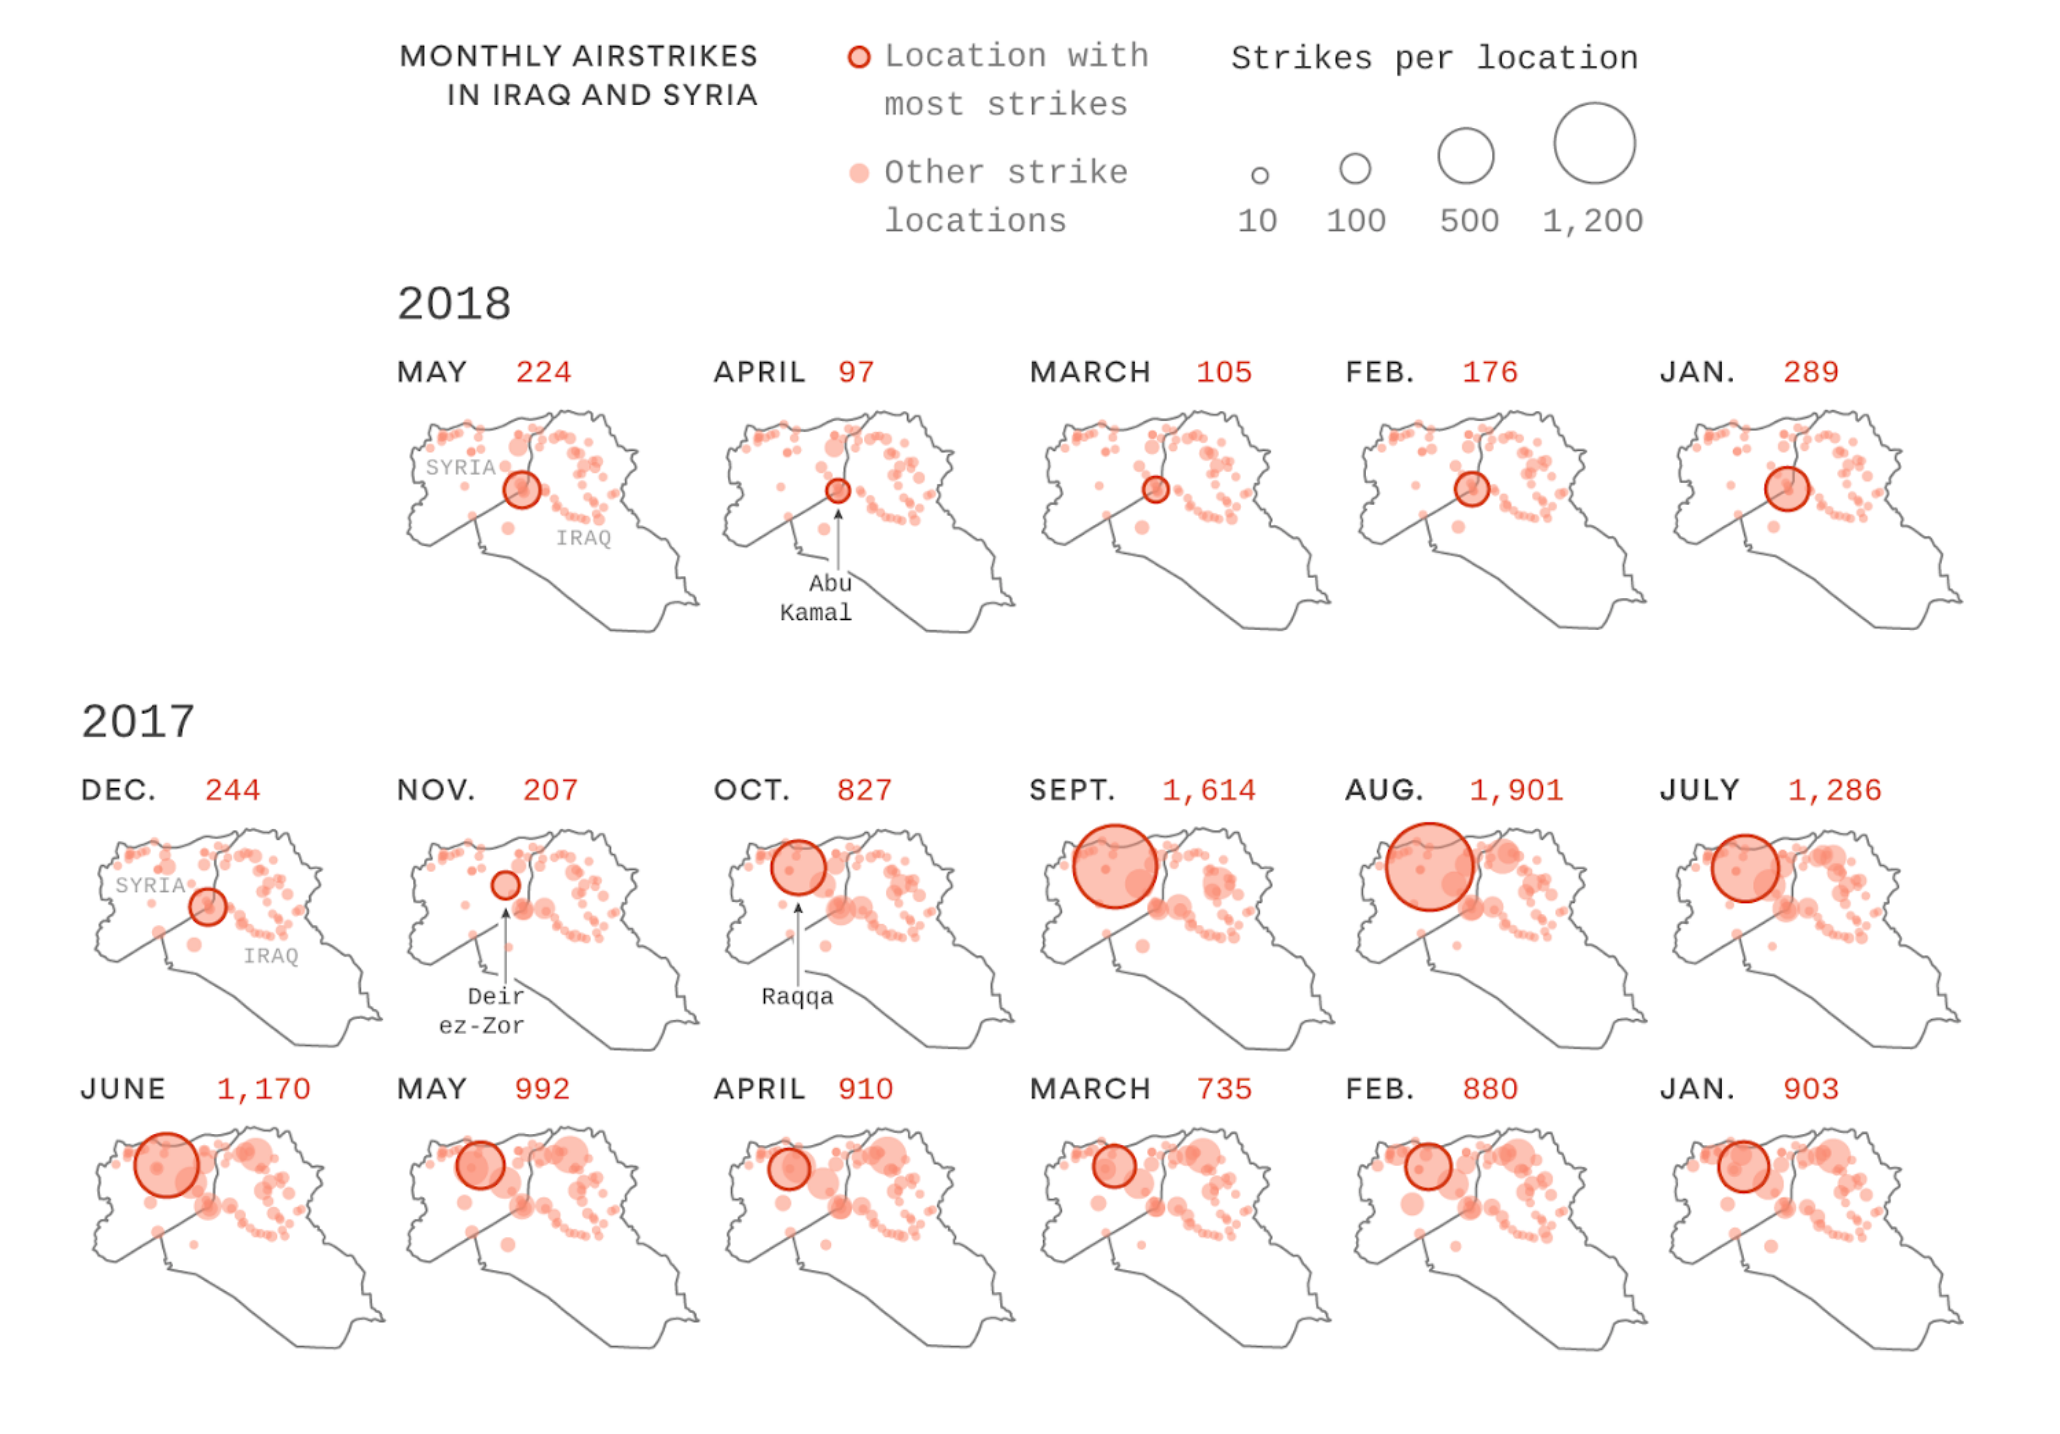 MONTHLY AIRSTRIKES
IN IRAQ AND SYRIA
Location with
most strikes
Other strike
locations
Strikes per location
10 100 500 1,200
2018
MAY 224 APRIL 97 MARCH 105 FEB. 176 JAN. 289
SYRIA
IRAQ
Abu
Kamal
2017
DEC. 244 NOV. 207 OCT. 827 SEPT. 1,614 AUG. 1,901 JULY 1,286
SYRIA
IRAQ
Deir
ez-Zor
Raqqa
JUNE 1,170 MAY 992 APRIL 910 MARCH 735 FEB. 880 JAN. 903